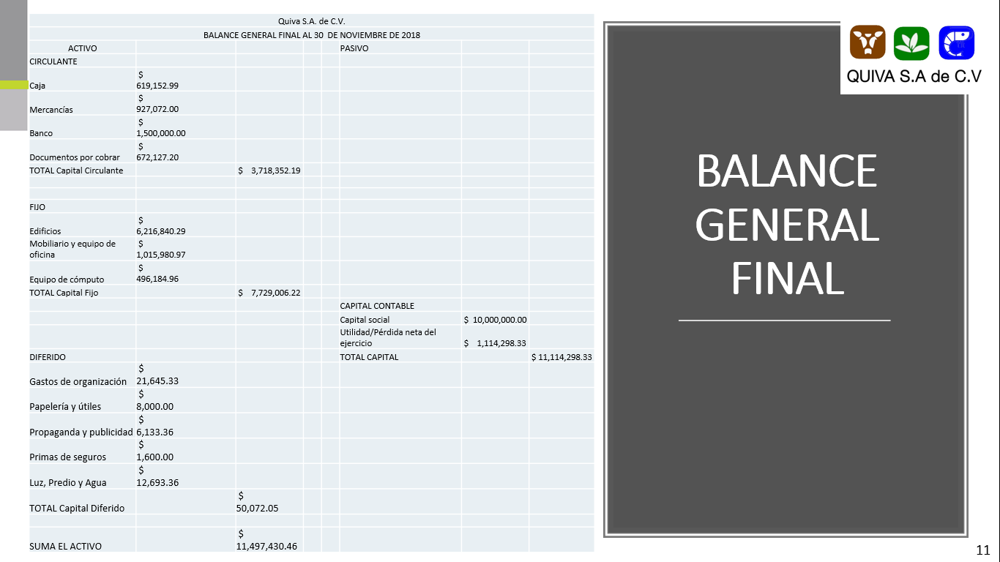 Quiva S.A. de C.V.
BALANCE GENERAL FINAL AL 30 DE NOVIEMBRE DE 2018
ACTIVO PASIVO
CIRCULANTE
Caja $ 619,152.99
Mercancías $ 927,072.00
Banco $ 1,500,000.00
Documentos por cobrar $ 672,127.20
TOTAL Capital Circulante $ 3,718,352.19
FIJO
Edificios $ 6,216,840.29
Mobiliario y equipo de oficina $ 1,015,980.97
Equipo de cómputo $ 496,184.96
TOTAL Capital Fijo $ 7,729,006.22
CAPITAL CONTABLE
Capital social $ 10,000,000.00
Utilidad/Pérdida neta del ejercicio $ 1,114,298.33
DIFERIDO TOTAL CAPITAL $ 11,114,298.33
Gastos de organización $ 21,645.33
Papelería y útiles $ 8,000.00
Propaganda y publicidad $ 6,133.36
Primas de seguros $ 1,600.00
Luz, Predio y Agua $ 12,693.36
TOTAL Capital Diferido $ 50,072.05
SUMA EL ACTIVO $ 11,497,430.46
QUIVA S.A de C.V
BALANCE
GENERAL
FINAL
11